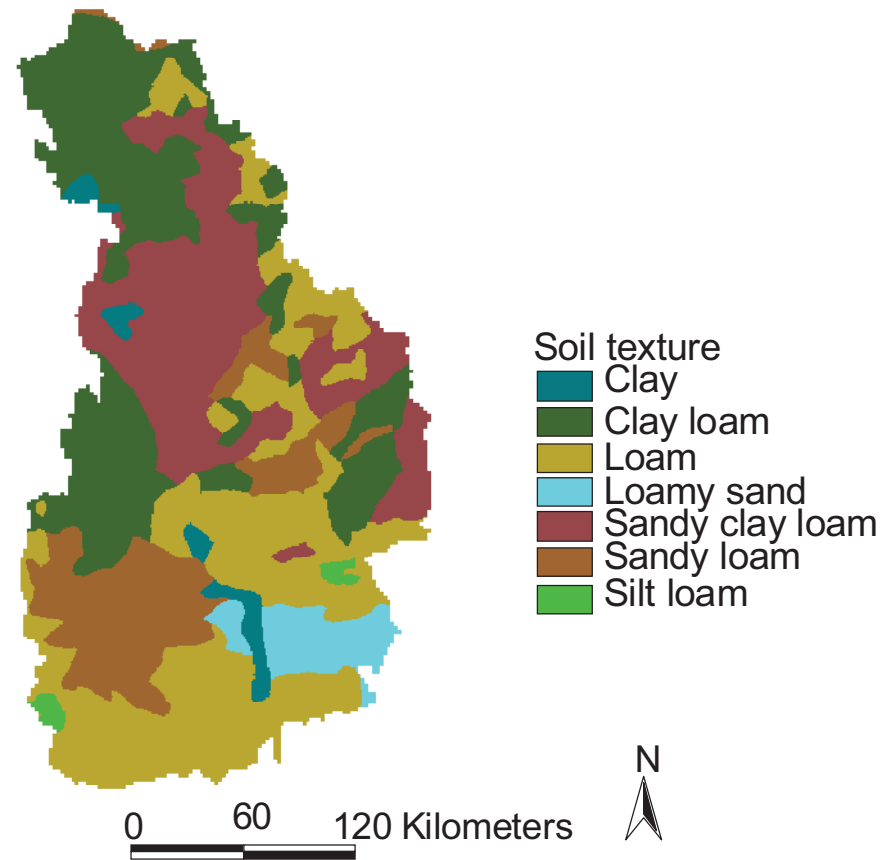 Soil texture
Clay
Clay loam
Loam
Loamy sand
Sandy clay loam
Sandy loam
Silt loam
N
0 60 120 Kilometers